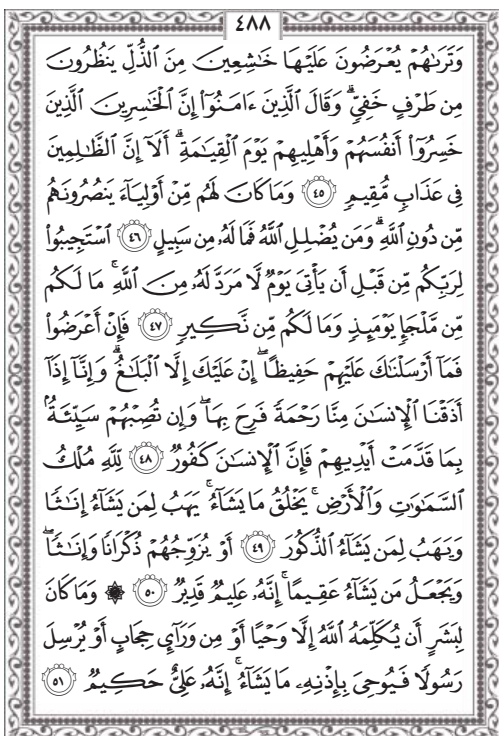 ٤٨٨
وَتَرَىٰهُمْ يُعْرَضُونَ عَلَيْهَا خَٰشِعِينَ مِنَ ٱلذُّلِّ يَنظُرُونَ
مِن طَرْفٍ خَفِيٍّ ۗ وَقَالَ ٱلَّذِينَ ءَامَنُوٓا۟ إِنَّ ٱلْخَٰسِرِينَ ٱلَّذِينَ
خَسِرُوٓا۟ أَنفُسَهُمْ وَأَهْلِيهِمْ يَوْمَ ٱلْقِيَٰمَةِ ۗ أَلَآ إِنَّ ٱلظَّٰلِمِينَ
فِى عَذَابٍ مُّقِيمٍ ٤٥ وَمَا كَانَ لَهُم مِّنْ أَوْلِيَآءَ يَنصُرُونَهُم
مِّن دُونِ ٱللَّهِ ۗ وَمَن يُضْلِلِ ٱللَّهُ فَمَا لَهُۥ مِن سَبِيلٍ ٤٦ ٱسْتَجِيبُوا۟
لِرَبِّكُم مِّن قَبْلِ أَن يَأْتِىَ يَوْمٌ لَّا مَرَدَّ لَهُۥ مِنَ ٱللَّهِ ۚ مَا لَكُم
مِّن مَّلْجَإٍ يَوْمَئِذٍ وَمَا لَكُم مِّن نَّكِيرٍ ٤٧ فَإِنْ أَعْرَضُوا۟
فَمَآ أَرْسَلْنَٰكَ عَلَيْهِمْ حَفِيظًا ۖ إِنْ عَلَيْكَ إِلَّا ٱلْبَلَٰغُ ۗ وَإِنَّآ إِذَآ
أَذَقْنَا ٱلْإِنسَٰنَ مِنَّا رَحْمَةً فَرِحَ بِهَا ۖ وَإِن تُصِبْهُمْ سَيِّئَةٌۢ
بِمَا قَدَّمَتْ أَيْدِيهِمْ فَإِنَّ ٱلْإِنسَٰنَ كَفُورٌ ٤٨ لِّلَّهِ مُلْكُ
ٱلسَّمَٰوَٰتِ وَٱلْأَرْضِ ۚ يَخْلُقُ مَا يَشَآءُ ۚ يَهَبُ لِمَن يَشَآءُ إِنَٰثًا
وَيَهَبُ لِمَن يَشَآءُ ٱلذُّكُورَ ٤٩ أَوْ يُزَوِّجُهُمْ ذُكْرَانًا وَإِنَٰثًا ۖ
وَيَجْعَلُ مَن يَشَآءُ عَقِيمًا ۚ إِنَّهُۥ عَلِيمٌ قَدِيرٌ ٥٠ ۞ وَمَا كَانَ
لِبَشَرٍ أَن يُكَلِّمَهُ ٱللَّهُ إِلَّا وَحْيًا أَوْ مِن وَرَآئِ حِجَابٍ أَوْ يُرْسِلَ
رَسُولًا فَيُوحِىَ بِإِذْنِهِۦ مَا يَشَآءُ ۚ إِنَّهُۥ عَلِىٌّ حَكِيمٌ ٥١